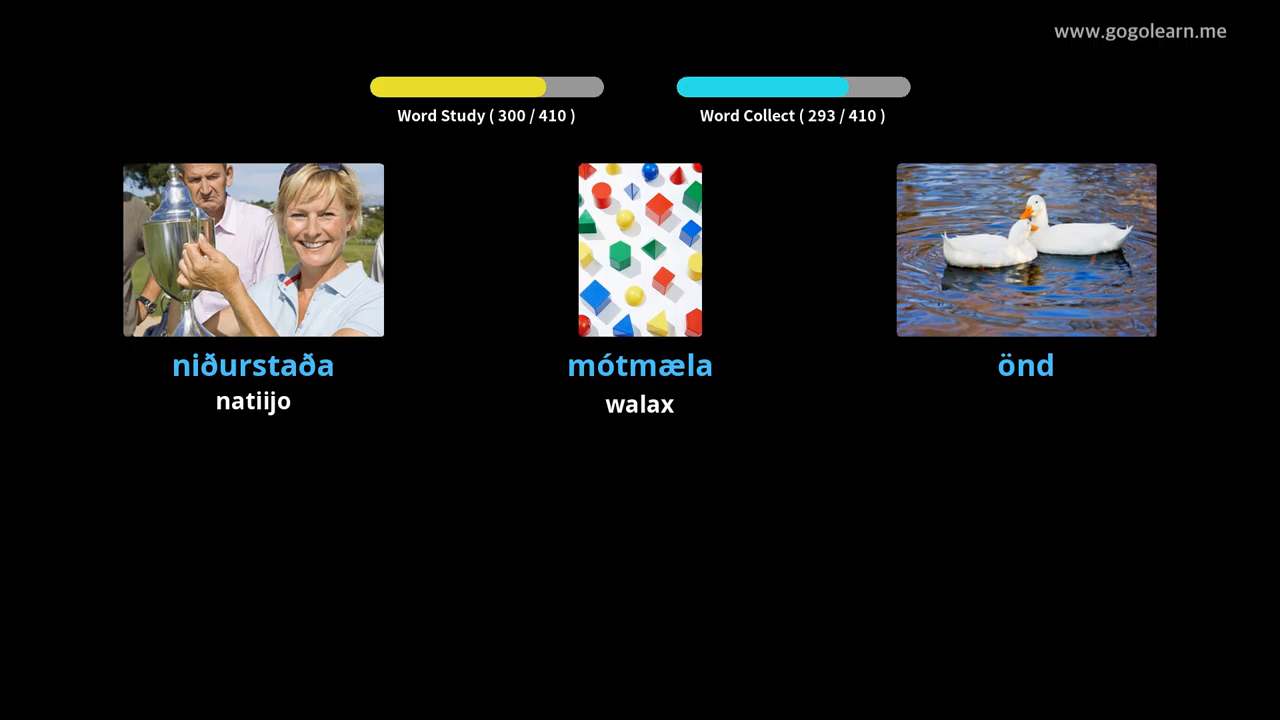 www.gogolearn.me
Word Study ( 300 / 410 )
Word Collect ( 293 / 410 )
niðurstaða
natiijo
mótmæla
walax
önd